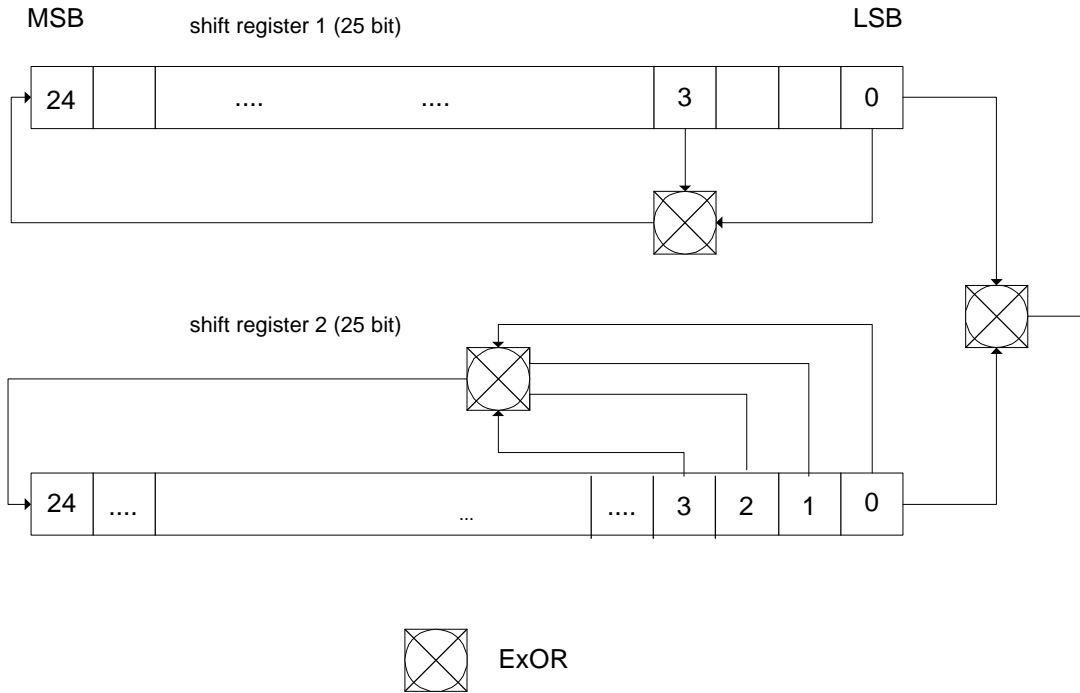 MSB
LSB
shift register 1 (25 bit)
24 .... .... 3 0
shift register 2 (25 bit)
24 .... ... .... 3 2 1 0
ExOR